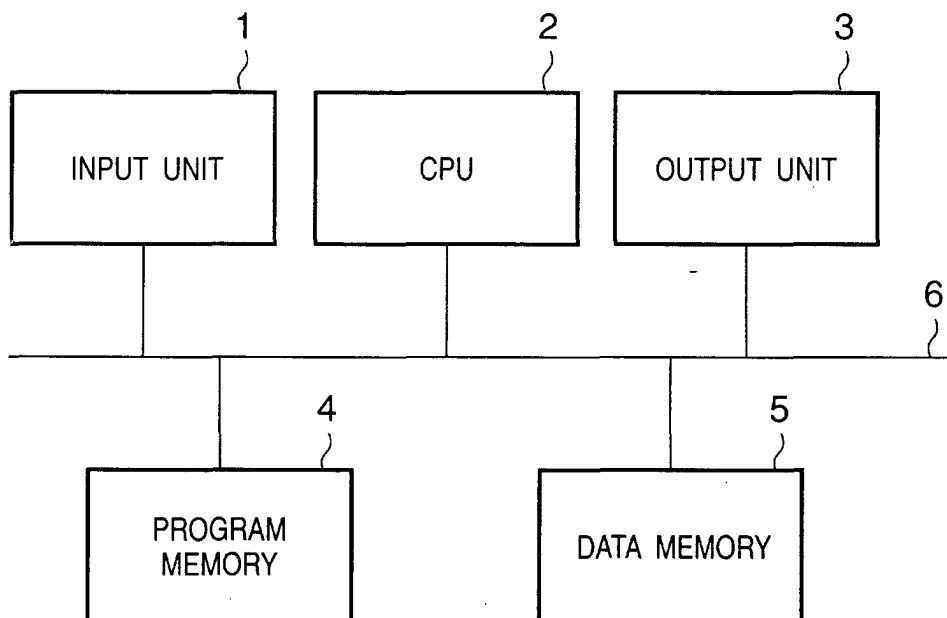 1
2
3
INPUT UNIT
CPU
OUTPUT UNIT
6
4
5
PROGRAM
MEMORY
DATA MEMORY